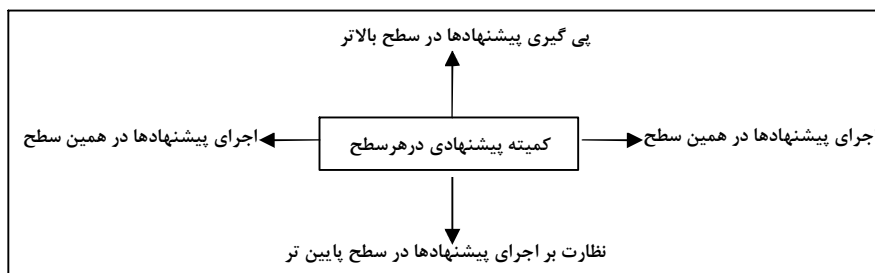 پی گیری پیشنهادها در سطح بالاتر
جرای پیشنهادها در همین سطح
کمیته پیشنهادی درهرسطح
اجرای پیشنهادها در همین سطح
نظارت بر اجرای پیشنهادها در سطح پایین تر